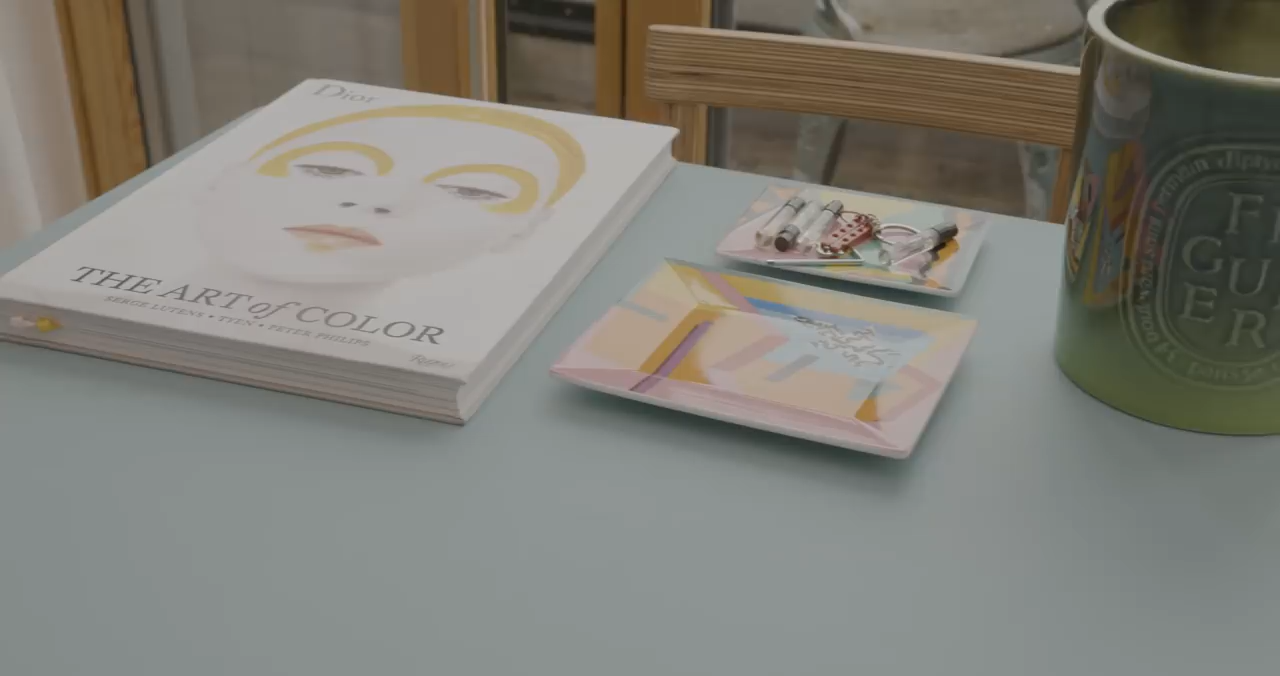 Dior
THE ART of COLOR
SERGE LUTENS • TYEN • PETER PHILIPS
Rizzoli
FI
GU
ER